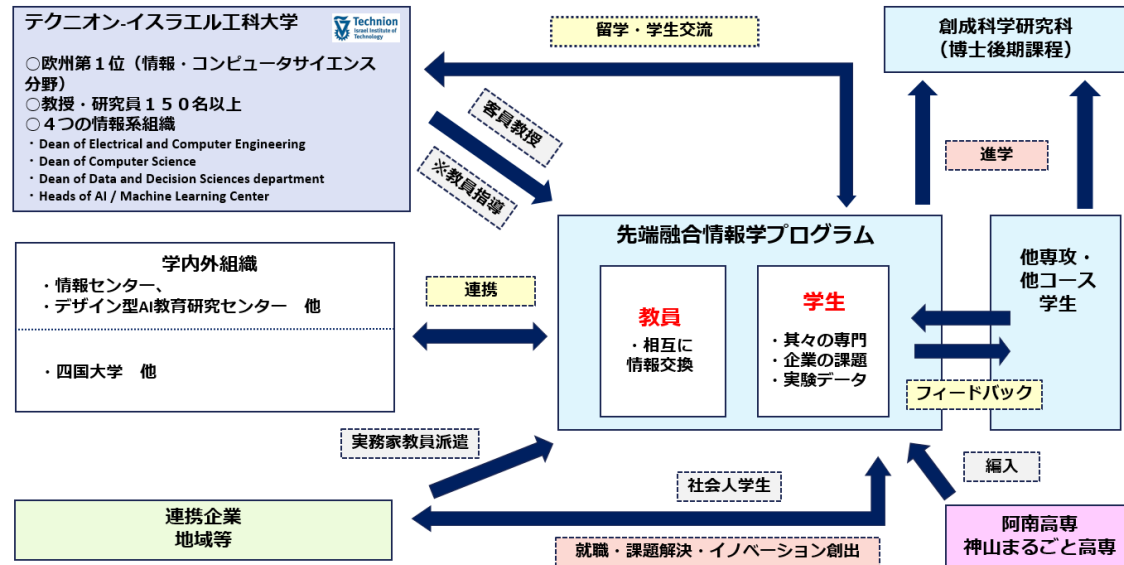 テクニオン-イスラエル工科大学
Technion
Israel Institute of
Technology
○欧州第１位（情報・コンピュータサイエンス
分野）
○教授・研究員１５０名以上
○４つの情報系組織
・Dean of Electrical and Computer Engineering
・Dean of Computer Science
・Dean of Data and Decision Sciences department
・Heads of AI / Machine Learning Center
留学・学生交流
創成科学研究科
（博士後期課程）
客員教授
※教員指導
進学
学内外組織
・情報センター、
・デザイン型AI教育研究センター　他
・四国大学　他
連携
先端融合情報学プログラム
教員
・相互に
情報交換
学生
・其々の専門
・企業の課題
・実験データ
他専攻・
他コース
学生
フィードバック
実務家教員派遣
社会人学生
編入
連携企業
地域等
就職・課題解決・イノベーション創出
阿南高専
神山まるごと高専